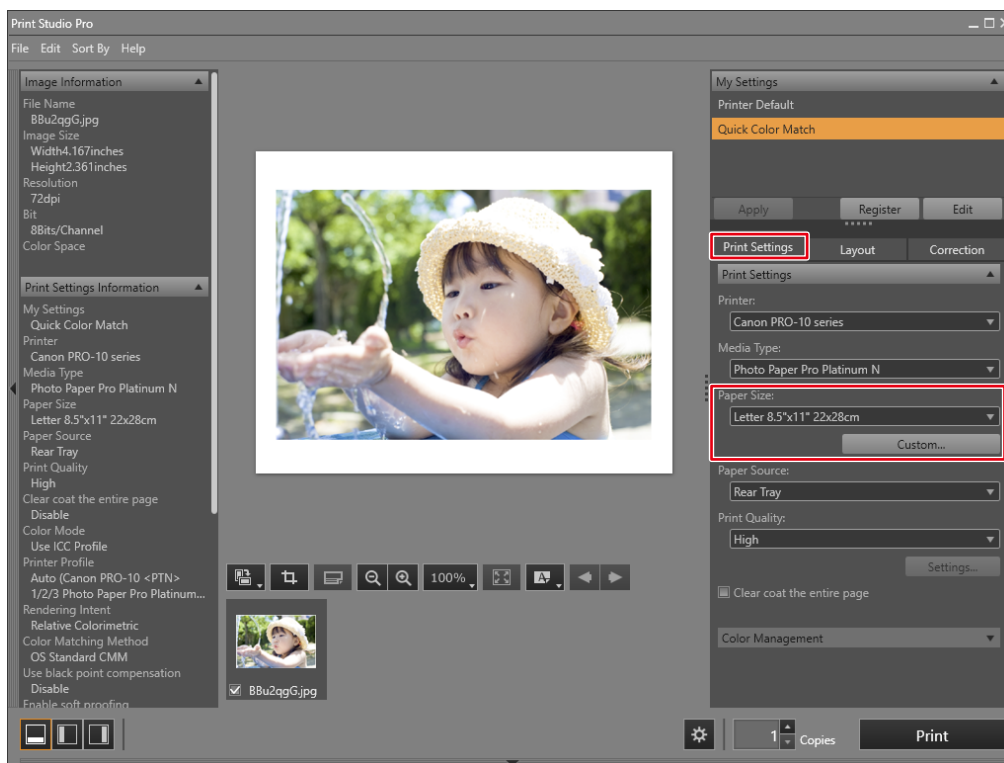 Print Studio Pro
File Edit Sort By Help
Image Information
File Name
BBu2qgG.jpg
Image Size
Width4.167inches
Height2.361inches
Resolution
72dpi
Bit
8Bits/Channel
Color Space
Print Settings Information
My Settings
Quick Color Match
Printer
Canon PRO-10 series
Media Type
Photo Paper Pro Platinum N
Paper Size
Letter 8.5"x11" 22x28cm
Paper Source
Rear Tray
Print Quality
High
Clear coat the entire page
Disable
Color Mode
Use ICC Profile
Printer Profile
Auto (Canon PRO-10 <PTN>
1/2/3 Photo Paper Pro Platinum...
Rendering Intent
Relative Colorimetric
Color Matching Method
OS Standard CMM
Use black point compensation
Disable
Enable soft proofing
100%
A
BBu2qgG.jpg
My Settings
Printer Default
Quick Color Match
Apply Register Edit
Print Settings Layout Correction
Print Settings
Printer:
Canon PRO-10 series
Media Type:
Photo Paper Pro Platinum N
Paper Size:
Letter 8.5"x11" 22x28cm
Custom...
Paper Source:
Rear Tray
Print Quality:
High
Settings...
Clear coat the entire page
Color Management
1 Copies Print